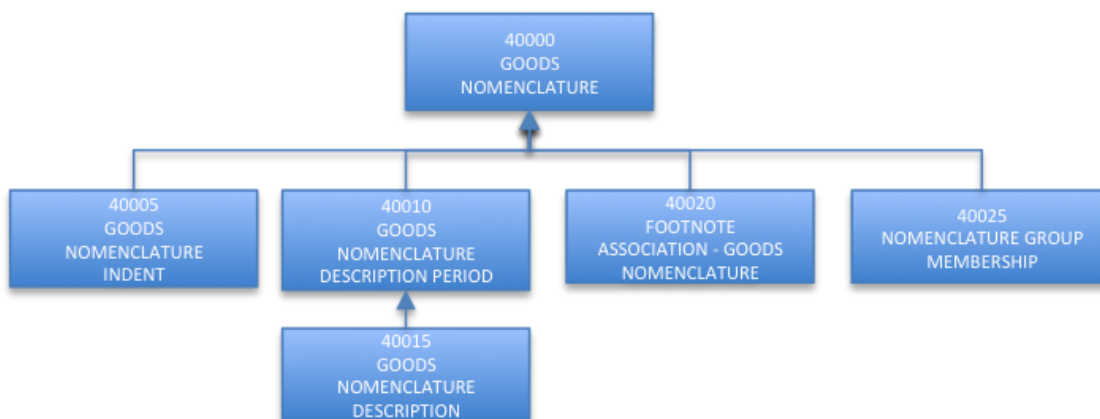 40000
GOODS
NOMENCLATURE
40005
GOODS
NOMENCLATURE
INDENT
40010
GOODS
NOMENCLATURE
DESCRIPTION PERIOD
40020
FOOTNOTE
ASSOCIATION - GOODS
NOMENCLATURE
40025
NOMENCLATURE GROUP
MEMBERSHIP
40015
GOODS
NOMENCLATURE
DESCRIPTION